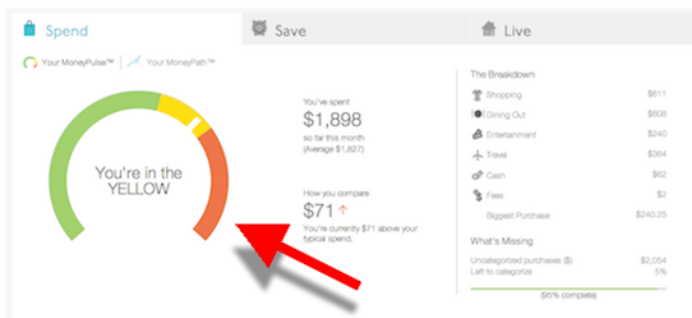 Spend
Save
Live
Your MoneyPulse™
Your MoneyPath™
You're in the
YELLOW
You've spent
$1,898
so far this month
(Average $1,827)
How you compare
$71 ↑
You're currently $71 above your
typical spend.
The Breakdown
Shopping $611
Dining Out $608
Entertainment $240
Travel $364
Cash $62
Fees $2
Biggest Purchase $240.25
What's Missing
Uncategorized purchases ($) $2,054
Left to categorize 5%
(95% complete)